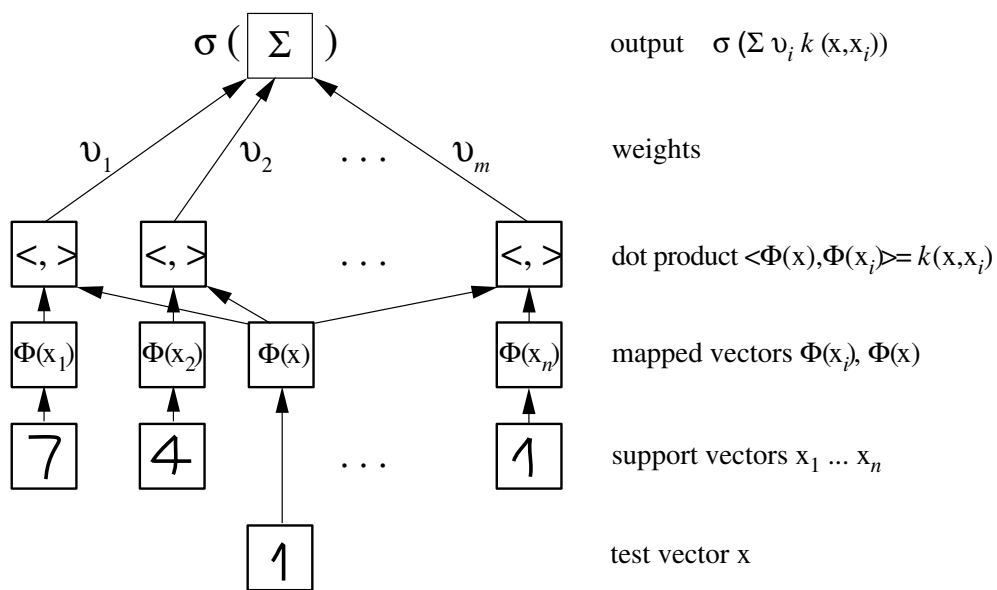 σ ( Σ ) output σ (Σ υ_i k (x,x_i))
υ_1 υ_2 . . . υ_m weights
<, > <, > . . . <, > dot product <Φ(x),Φ(x_i)>= k(x,x_i)
Φ(x_1) Φ(x_2) Φ(x) Φ(x_n) mapped vectors Φ(x_i), Φ(x)
7 4 . . . 1 support vectors x_1 ... x_n
1 test vector x